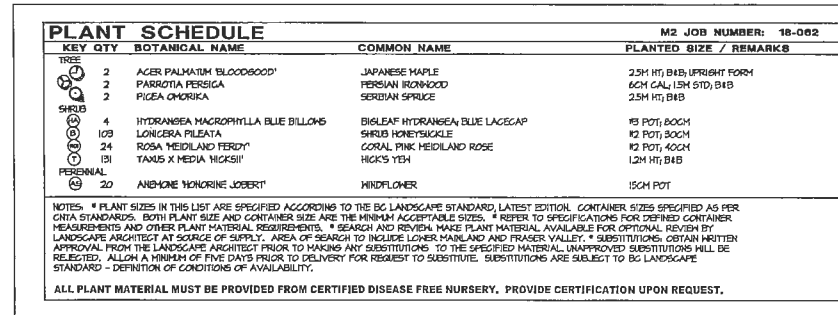 PLANT SCHEDULE M2 JOB NUMBER: 18-062
KEY QTY BOTANICAL NAME COMMON NAME PLANTED SIZE / REMARKS
TREE
2 ACER PALMATUM 'BLOODGOOD' JAPANESE MAPLE 2.5M HT; B&B; UPRIGHT FORM
2 PARROTIA PERSICA PERSIAN IRONWOOD 6CM CAL; 1.5M STD; B&B
2 PICEA OMORIKA SERBIAN SPRUCE 2.5M HT; B&B
SHRUB
4 HYDRANGEA MACROPHYLLA BLUE BILLOWS BIGLEAF HYDRANGEA; BLUE LACECAP #3 POT; 80CM
109 LONICERA PILEATA SHRUB HONEYSUCKLE #2 POT; 30CM
24 ROSA 'MEIDILAND FERDY' CORAL PINK MEIDILAND ROSE #2 POT; 40CM
T 131 TAXUS X MEDIA 'HICKSII' HICK'S YEW 1.2M HT; B&B
PERENNIAL
20 ANEMONE 'HONORINE JOBERT' WINDFLOWER 15CM POT
NOTES: * PLANT SIZES IN THIS LIST ARE SPECIFIED ACCORDING TO THE BC LANDSCAPE STANDARD, LATEST EDITION. CONTAINER SIZES SPECIFIED AS PER
CNTA STANDARDS. BOTH PLANT SIZE AND CONTAINER SIZE ARE THE MINIMUM ACCEPTABLE SIZES. * REFER TO SPECIFICATIONS FOR DEFINED CONTAINER
MEASUREMENTS AND OTHER PLANT MATERIAL REQUIREMENTS. * SEARCH AND REVIEW: MAKE PLANT MATERIAL AVAILABLE FOR OPTIONAL REVIEW BY
LANDSCAPE ARCHITECT AT SOURCE OF SUPPLY. AREA OF SEARCH TO INCLUDE LOWER MAINLAND AND FRASER VALLEY. * SUBSTITUTIONS: OBTAIN WRITTEN
APPROVAL FROM THE LANDSCAPE ARCHITECT PRIOR TO MAKING ANY SUBSTITUTIONS TO THE SPECIFIED MATERIAL. UNAPPROVED SUBSTITUTIONS WILL BE
REJECTED. ALLOW A MINIMUM OF FIVE DAYS PRIOR TO DELIVERY FOR REQUEST TO SUBSTITUTE. SUBSTITUTIONS ARE SUBJECT TO BC LANDSCAPE
STANDARD - DEFINITION OF CONDITIONS OF AVAILABILITY.
ALL PLANT MATERIAL MUST BE PROVIDED FROM CERTIFIED DISEASE FREE NURSERY. PROVIDE CERTIFICATION UPON REQUEST.